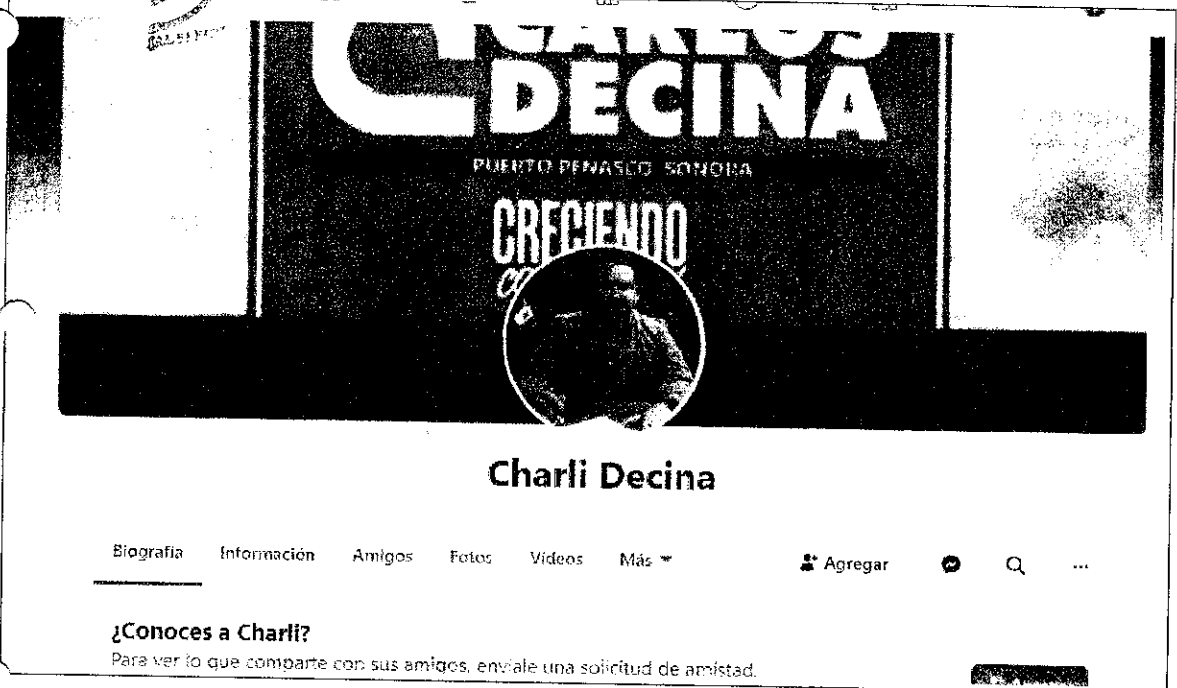 CARLOS
DECINA
PUERTO PEÑASCO SONORA
CRECIENDO
Charli Decina
Biografía Información Amigos Fotos Videos Más Agregar ...
¿Conoces a Charli?
Para ver lo que comparte con sus amigos, envíale una solicitud de amistad.